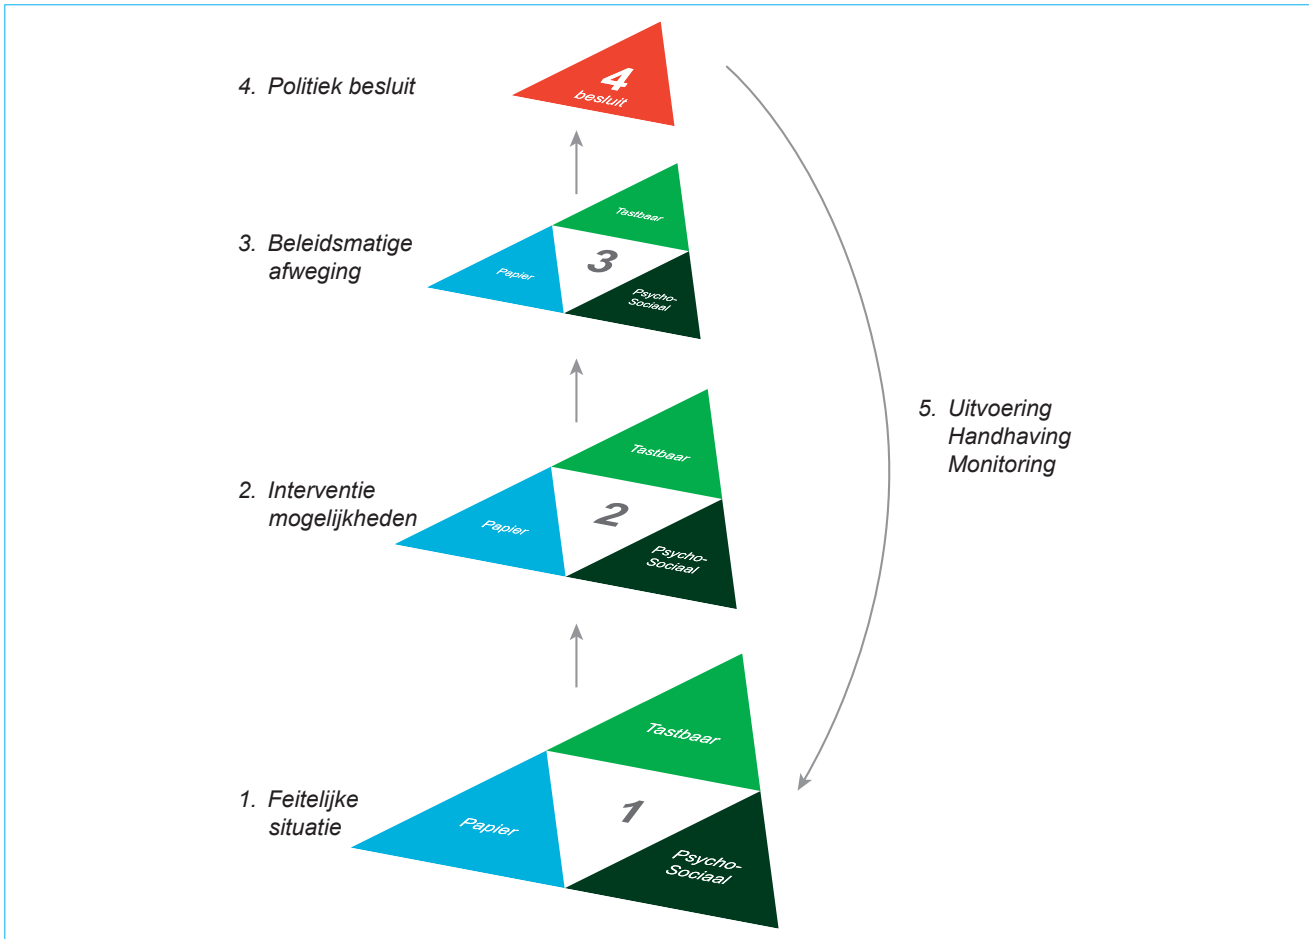 4. Politiek besluit
4
besluit
3. Beleidsmatige
afweging
Tastbaar
Papier
3
Psycho-
Sociaal
5. Uitvoering
Handhaving
Monitoring
2. Interventie
mogelijkheden
Tastbaar
Papier
2
Psycho-
Sociaal
1. Feitelijke
situatie
Tastbaar
Papier
1
Psycho-
Sociaal